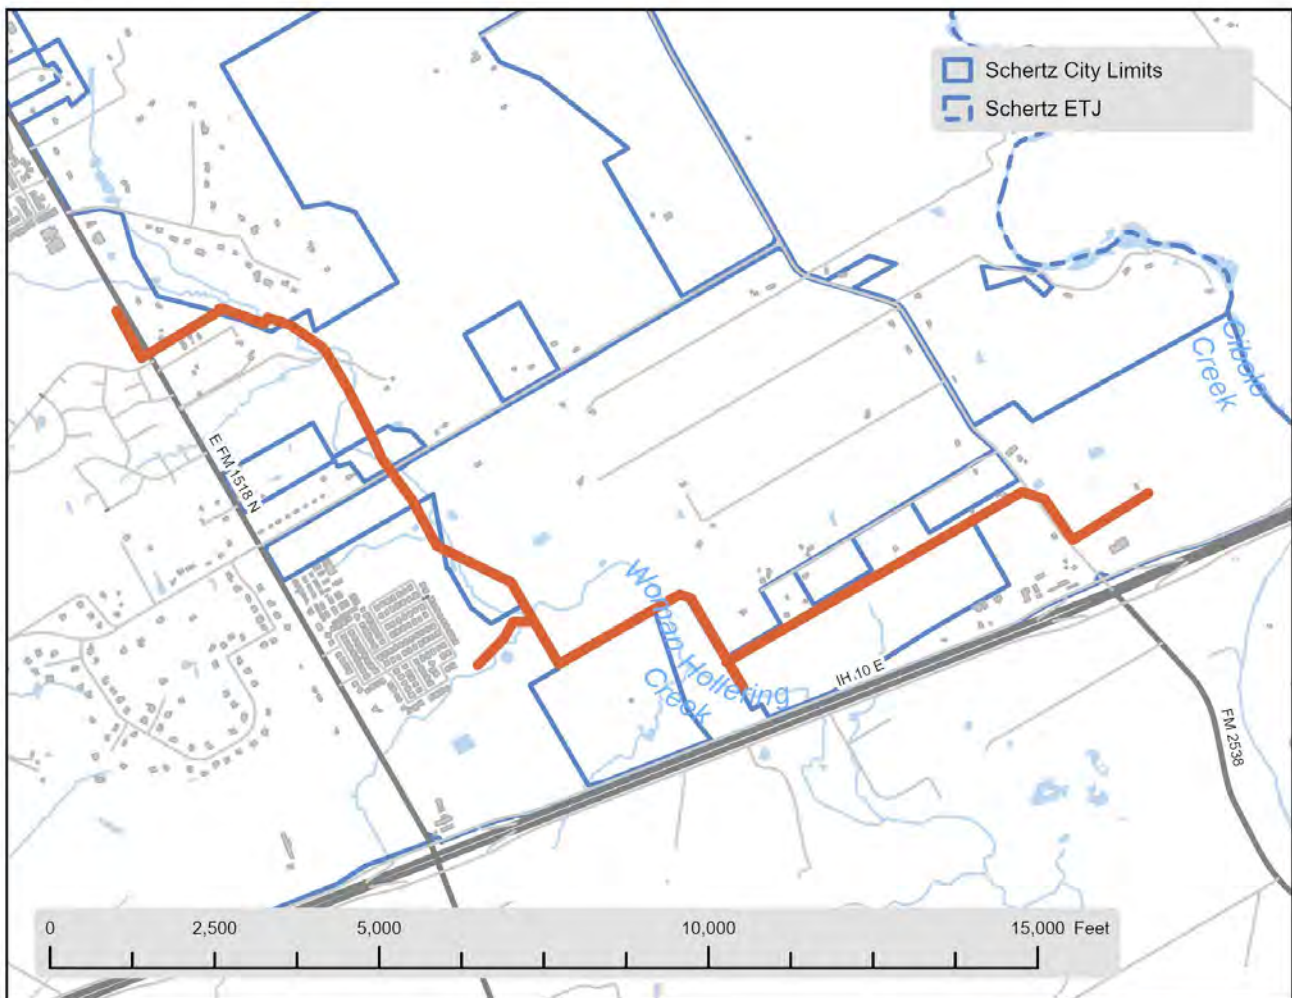 Schertz City Limits
Schertz ETJ
Cibolo
Creek
E FM 1518 N
Woman Hollering
Creek
IH 10 E
FM 2538
0 2,500 5,000 10,000 15,000 Feet